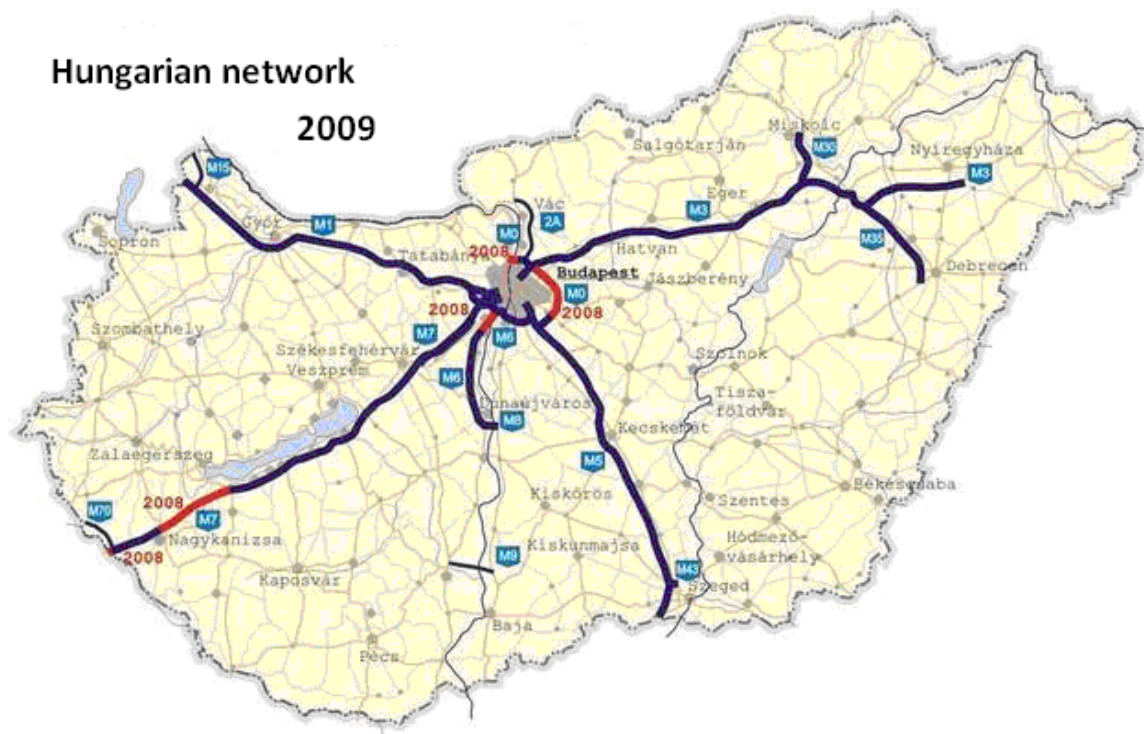 Hungarian network
2009
Miskolc
M30
Salgótarján
Nyíregyháza
M15
M3
Eger
Vác
2A
M3
M1
M0
Győr
M35
Sopron
2008
Hatvan
Tatabánya
Budapest
Debrecen
Jászberény
M0
2008
2008
Szombathely
M7
M6
Székesfehérvár
Szolnok
Veszprém
M6
Tisza-
földvár
Dunaújváros
M8
Kecskemét
Zalaegerszeg
M5
Békéscsaba
2008
Kiskőrös
Szentes
M70
M7
Nagykanizsa
Hódmező-
vásárhely
Kiskunmajsa
2008
M9
M43
Kaposvár
Szeged
Baja
Pécs